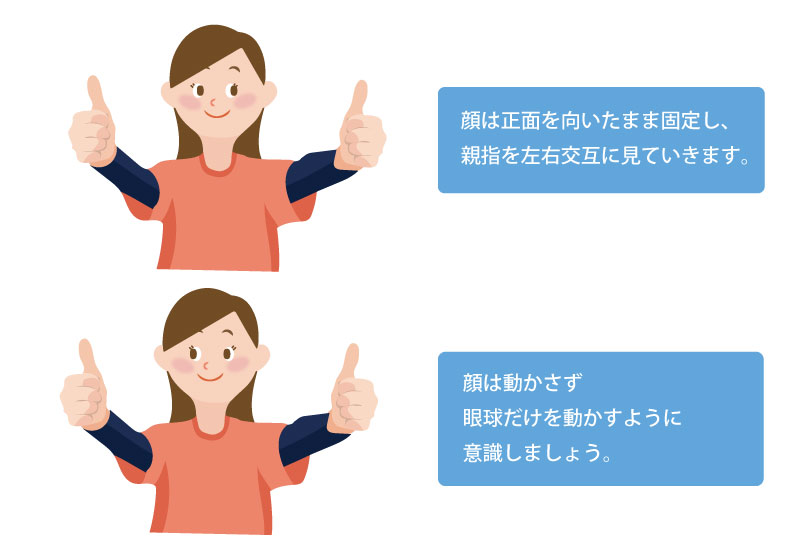 顔は正面を向いたまま固定し、
親指を左右交互に見ていきます。
顔は動かさず
眼球だけを動かすように
意識しましょう。